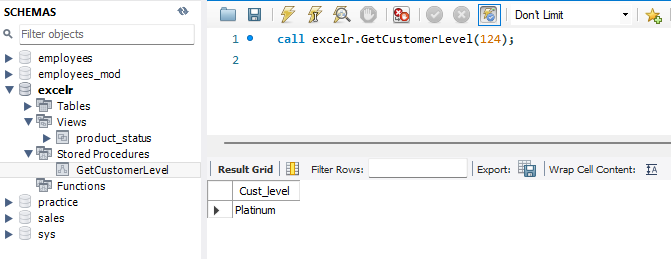 SCHEMAS
Filter objects
employees
employees_mod
excelr
Tables
Views
product_status
Stored Procedures
GetCustomerLevel
Functions
practice
sales
sys
Don't Limit
1 call excelr.GetCustomerLevel(124);
2
Result Grid Filter Rows: Export: Wrap Cell Content:
Cust_level
Platinum